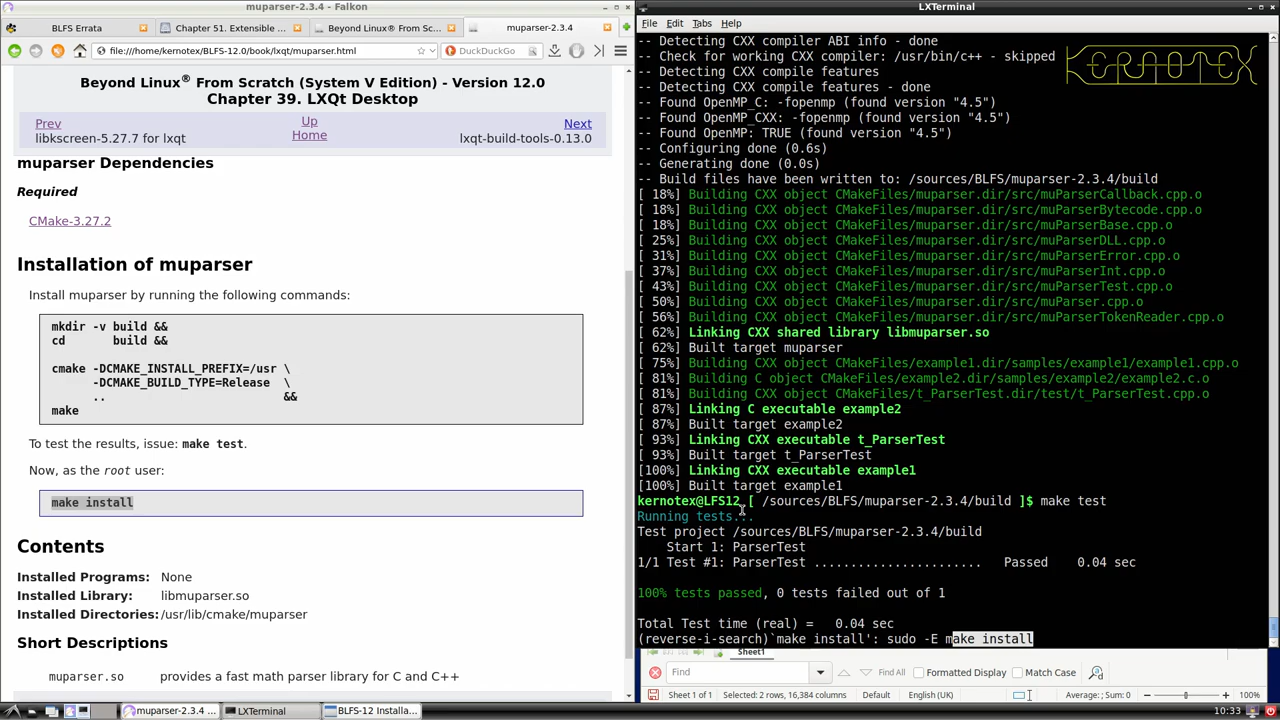 muparser-2.3.4 - Falkon
BLFS Errata
Chapter 51. Extensible ...
Beyond Linux® From Sc...
muparser-2.3.4
file:///home/kernotex/BLFS-12.0/book/lxqt/muparser.html
DuckDuckGo
Beyond Linux® From Scratch (System V Edition) - Version 12.0
Chapter 39. LXQt Desktop
Prev
Up
Next
libkscreen-5.27.7 for lxqt
Home
lxqt-build-tools-0.13.0
muparser Dependencies
Required
CMake-3.27.2
Installation of muparser
Install muparser by running the following commands:
mkdir -v build &&
cd build &&
cmake -DCMAKE_INSTALL_PREFIX=/usr \
-DCMAKE_BUILD_TYPE=Release \
.. &&
make
To test the results, issue: make test.
Now, as the root user:
make install
Contents
Installed Programs: None
Installed Library: libmuparser.so
Installed Directories: /usr/lib/cmake/muparser
Short Descriptions
muparser.so provides a fast math parser library for C and C++
LXTerminal
File Edit Tabs Help
KERNOTEX
-- Detecting CXX compiler ABI info - done
-- Check for working CXX compiler: /usr/bin/c++ - skipped
-- Detecting CXX compile features
-- Detecting CXX compile features - done
-- Found OpenMP_C: -fopenmp (found version "4.5")
-- Found OpenMP_CXX: -fopenmp (found version "4.5")
-- Found OpenMP: TRUE (found version "4.5")
-- Configuring done (0.6s)
-- Generating done (0.0s)
-- Build files have been written to: /sources/BLFS/muparser-2.3.4/build
[ 18%] Building CXX object CMakeFiles/muparser.dir/src/muParserCallback.cpp.o
[ 18%] Building CXX object CMakeFiles/muparser.dir/src/muParserBytecode.cpp.o
[ 18%] Building CXX object CMakeFiles/muparser.dir/src/muParserBase.cpp.o
[ 25%] Building CXX object CMakeFiles/muparser.dir/src/muParserDLL.cpp.o
[ 31%] Building CXX object CMakeFiles/muparser.dir/src/muParserError.cpp.o
[ 37%] Building CXX object CMakeFiles/muparser.dir/src/muParserInt.cpp.o
[ 43%] Building CXX object CMakeFiles/muparser.dir/src/muParserTest.cpp.o
[ 50%] Building CXX object CMakeFiles/muparser.dir/src/muParser.cpp.o
[ 56%] Building CXX object CMakeFiles/muparser.dir/src/muParserTokenReader.cpp.o
[ 62%] Linking CXX shared library libmuparser.so
[ 62%] Built target muparser
[ 75%] Building CXX object CMakeFiles/example1.dir/samples/example1/example1.cpp.o
[ 81%] Building C object CMakeFiles/example2.dir/samples/example2/example2.c.o
[ 81%] Building CXX object CMakeFiles/t_ParserTest.dir/test/t_ParserTest.cpp.o
[ 87%] Linking C executable example2
[ 87%] Built target example2
[ 93%] Linking CXX executable t_ParserTest
[ 93%] Built target t_ParserTest
[100%] Linking CXX executable example1
[100%] Built target example1
kernotex@LFS12 [ /sources/BLFS/muparser-2.3.4/build ]$ make test
Running tests...
Test project /sources/BLFS/muparser-2.3.4/build
Start 1: ParserTest
1/1 Test #1: ParserTest ....................... Passed 0.04 sec
100% tests passed, 0 tests failed out of 1
Total Test time (real) = 0.04 sec
(reverse-i-search)`make install': sudo -E make install
Sheet1
Find
Find All
Formatted Display
Match Case
Sheet 1 of 1
Selected: 2 rows, 16,384 columns
Default
English (UK)
Average: ; Sum: 0
100%
muparser-2.3.4 ...
LXTerminal
BLFS-12 Installa...
10:33